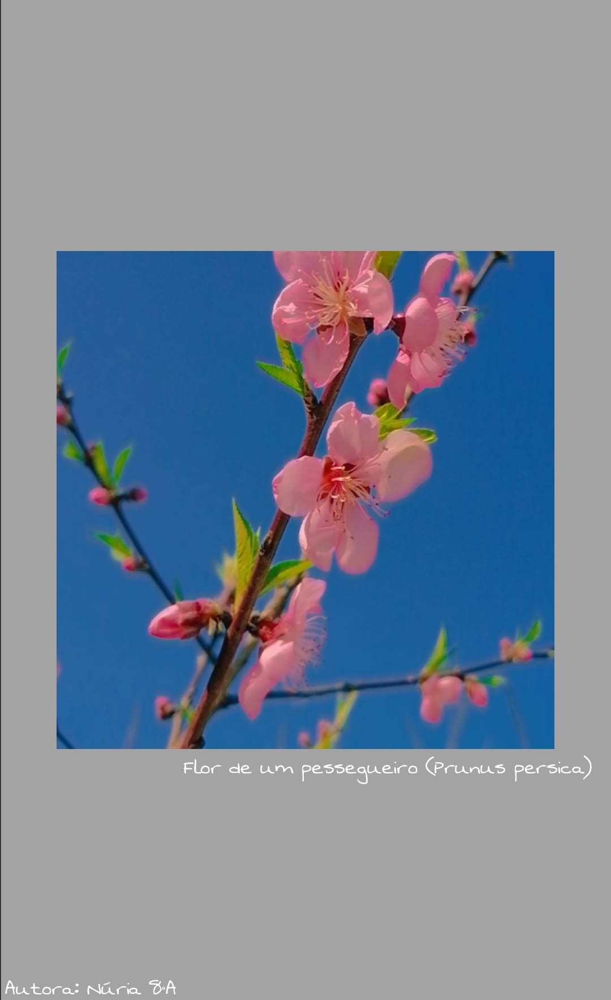 Flor de um pessegueiro (Prunus persica)
Autora: Núria 8ºA